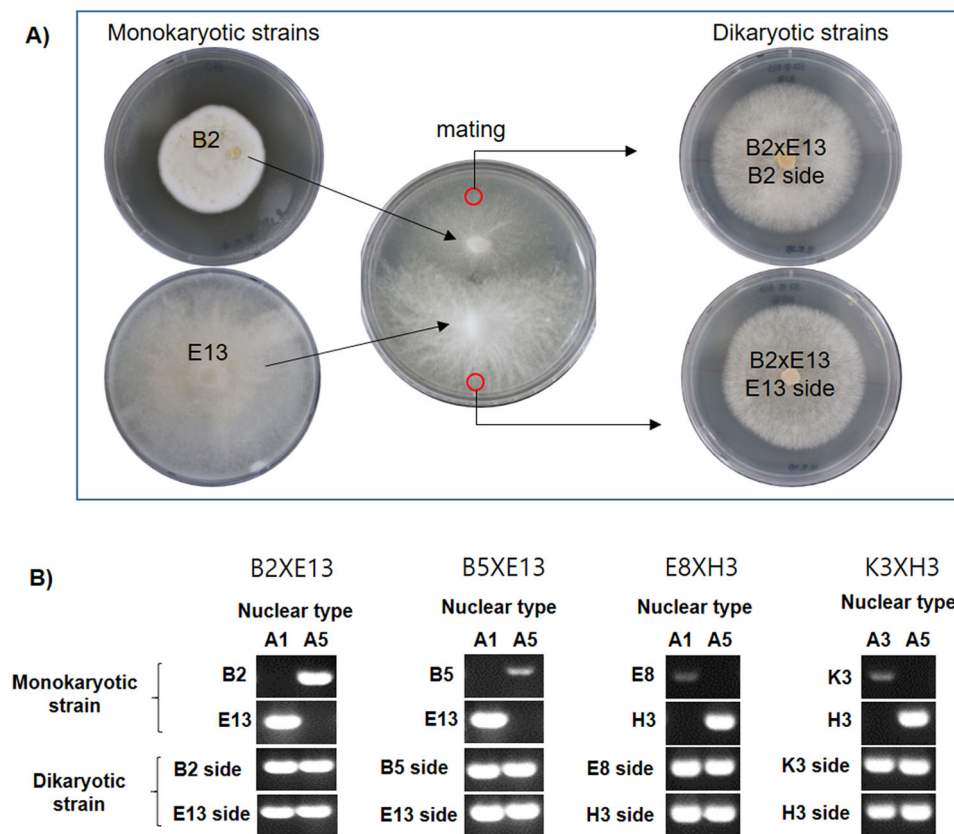 A)
Monokaryotic strains
Dikaryotic strains
B2
mating
B2xE13
B2 side
E13
B2xE13
E13 side
B)
B2XE13
B5XE13
E8XH3
K3XH3
Nuclear type
Nuclear type
Nuclear type
Nuclear type
A1 A5
A1 A5
A1 A5
A3 A5
Monokaryotic
strain
B2
B5
E8
K3
E13
E13
H3
H3
Dikaryotic
strain
B2 side
B5 side
E8 side
K3 side
E13 side
E13 side
H3 side
H3 side